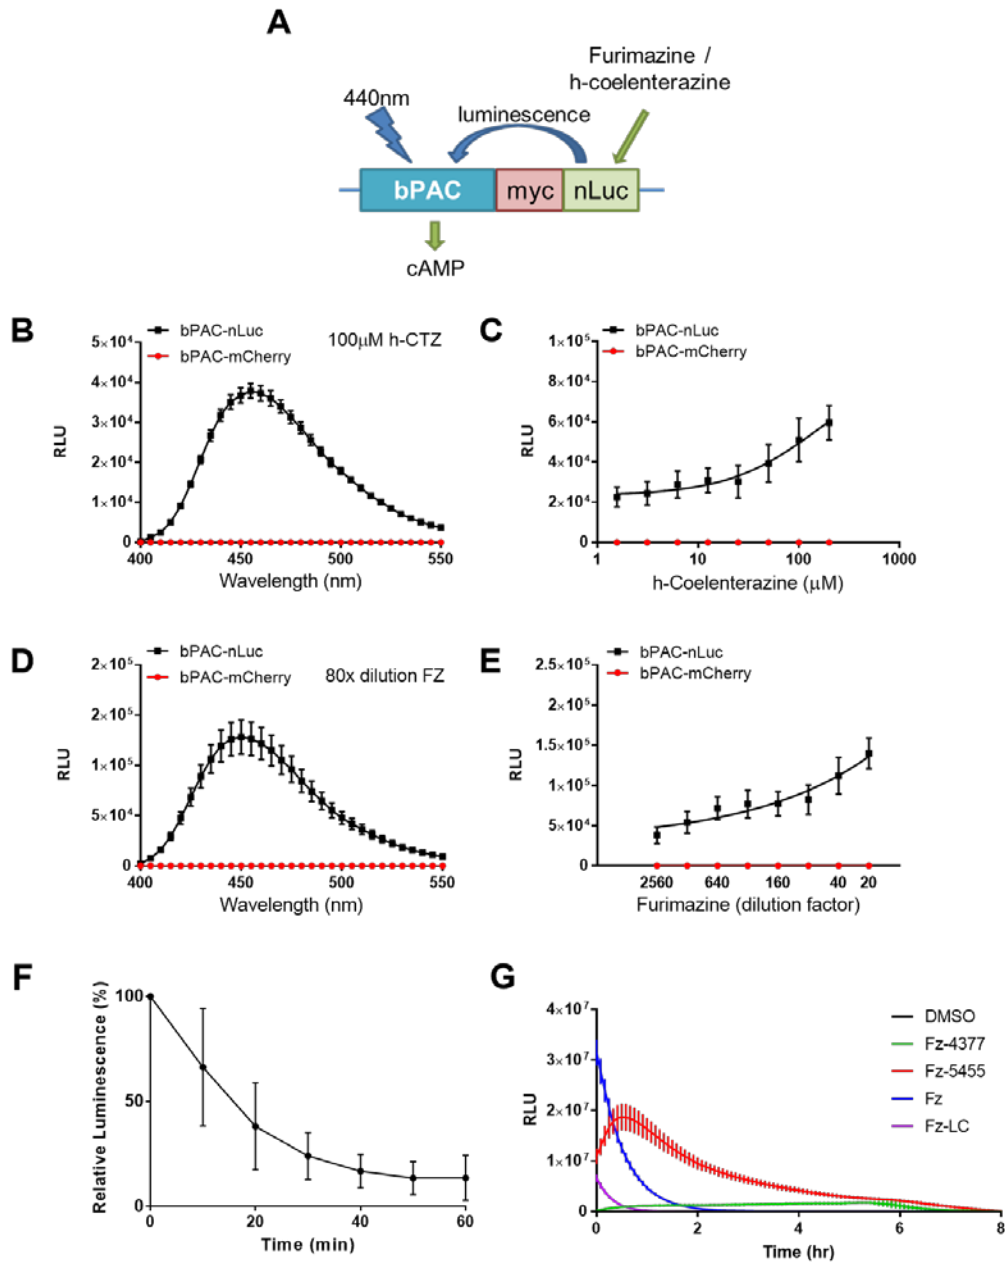 A
Furimazine /
h-coelenterazine
440nm
luminescence
bPAC
myc
nLuc
cAMP
B
bPAC-nLuc
bPAC-mCherry
100μM h-CTZ
5×10⁴
4×10⁴
3×10⁴
2×10⁴
1×10⁴
0
RLU
400
450
500
550
Wavelength (nm)
C
bPAC-nLuc
bPAC-mCherry
1×10⁵
8×10⁴
6×10⁴
4×10⁴
2×10⁴
0
RLU
1
10
100
1000
h-Coelenterazine (μM)
D
bPAC-nLuc
bPAC-mCherry
80x dilution FZ
2×10⁵
2×10⁵
1×10⁵
5×10⁴
0
RLU
400
450
500
550
Wavelength (nm)
E
bPAC-nLuc
bPAC-mCherry
2.5×10⁵
2×10⁵
1.5×10⁵
1×10⁵
5×10⁴
0
RLU
2560
640
160
40
20
Furimazine (dilution factor)
F
Relative Luminescence (%)
100
50
0
0
20
40
60
Time (min)
G
4×10⁷
3×10⁷
2×10⁷
1×10⁷
0
RLU
DMSO
Fz-4377
Fz-5455
Fz
Fz-LC
0
2
4
6
8
Time (hr)